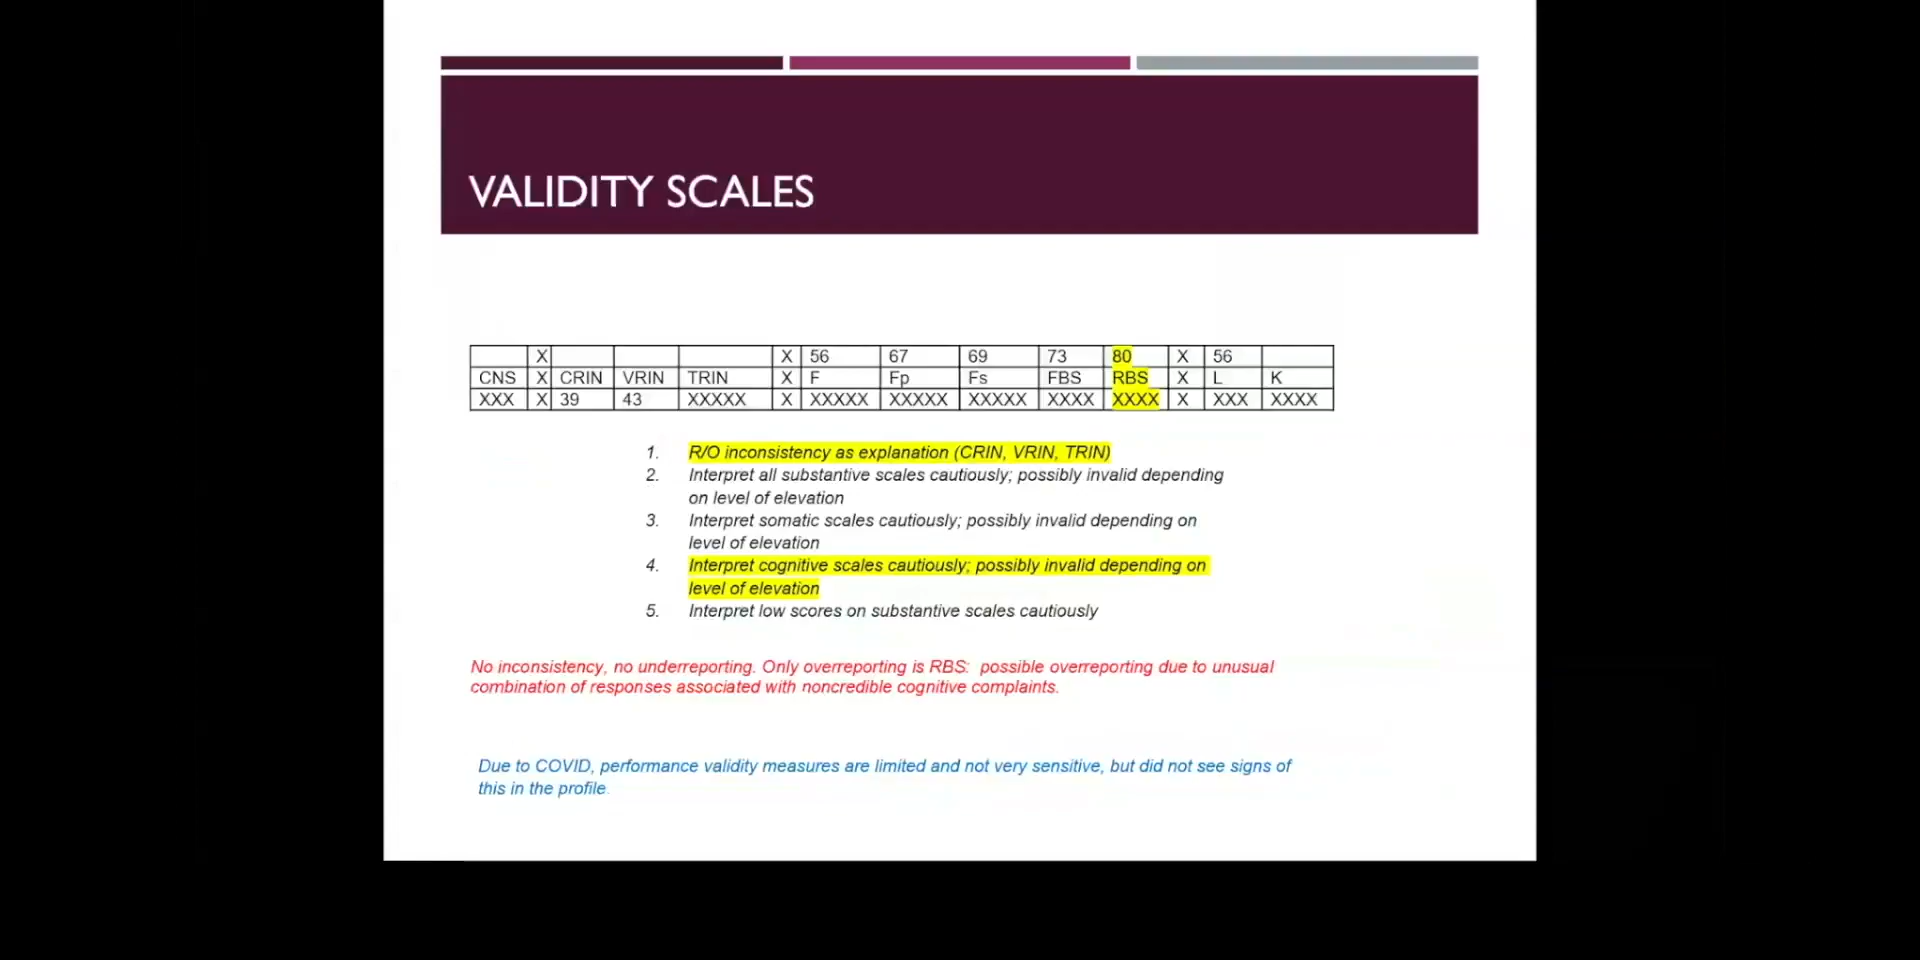 VALIDITY SCALES
X X 56 67 69 73 80 X 56
CNS X CRIN VRIN TRIN X F Fp Fs FBS RBS X L K
XXX X 39 43 XXXXX X XXXXX XXXXX XXXXX XXXX XXXX X XXX XXXX
1. R/O inconsistency as explanation (CRIN, VRIN, TRIN)
2. Interpret all substantive scales cautiously; possibly invalid depending
on level of elevation
3. Interpret somatic scales cautiously; possibly invalid depending on
level of elevation
4. Interpret cognitive scales cautiously; possibly invalid depending on
level of elevation
5. Interpret low scores on substantive scales cautiously
No inconsistency, no underreporting. Only overreporting is RBS: possible overreporting due to unusual
combination of responses associated with noncredible cognitive complaints.
Due to COVID, performance validity measures are limited and not very sensitive, but did not see signs of
this in the profile.